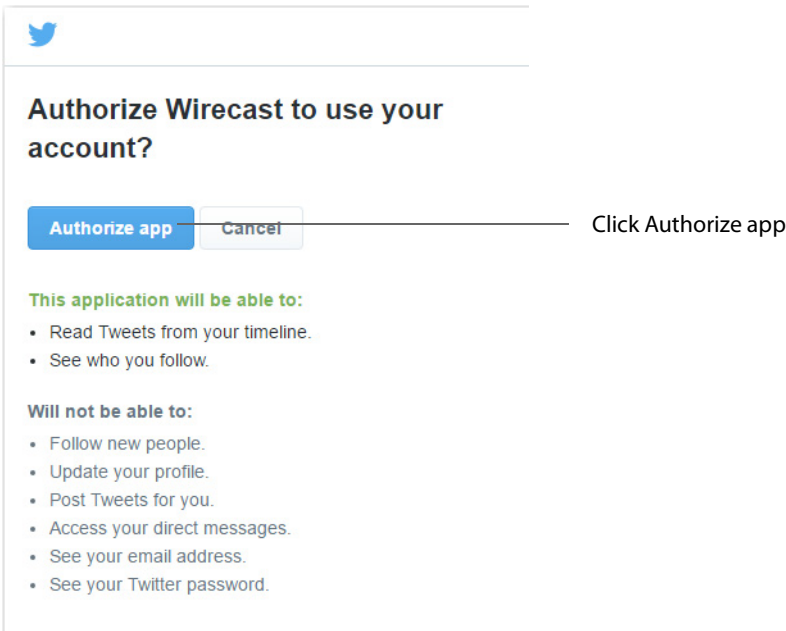 Authorize Wirecast to use your
account?
Authorize app
Cancel
Click Authorize app
This application will be able to:
• Read Tweets from your timeline.
• See who you follow.
Will not be able to:
• Follow new people.
• Update your profile.
• Post Tweets for you.
• Access your direct messages.
• See your email address.
• See your Twitter password.